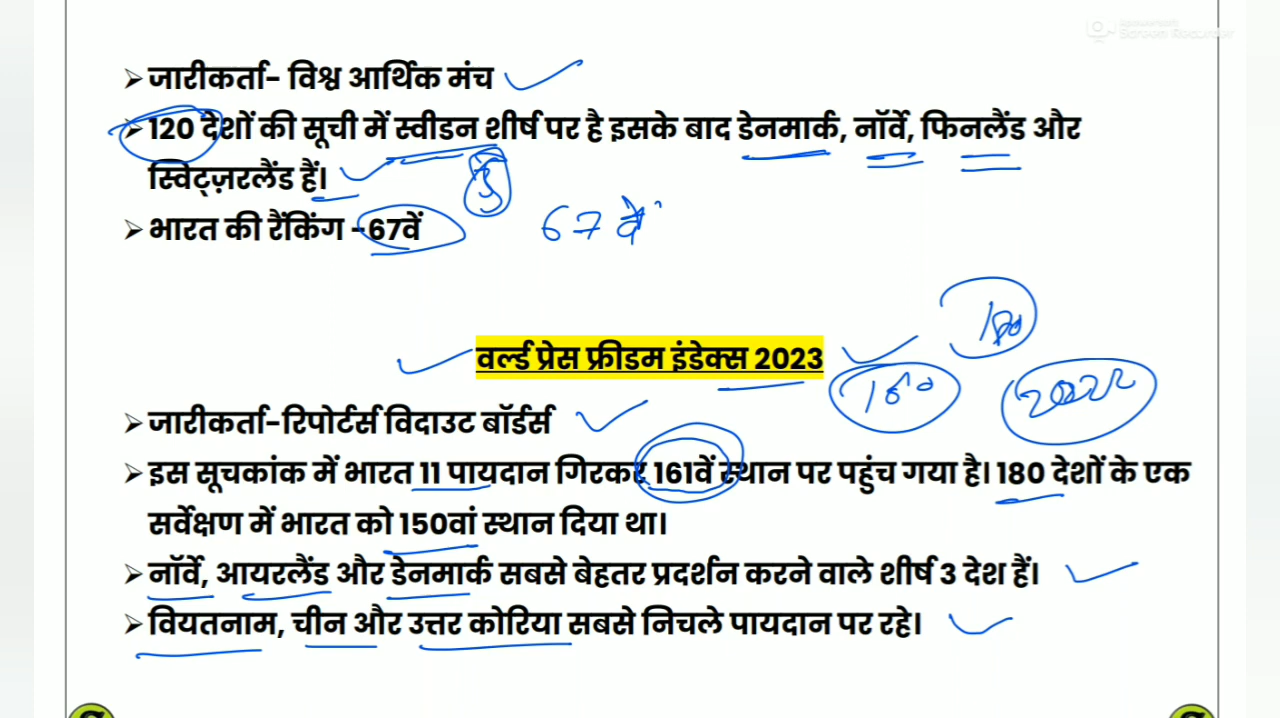 Screen Recorder
➢ जारीकर्ता- विश्व आर्थिक मंच
➢ 120 देशों की सूची में स्वीडन शीर्ष पर है इसके बाद डेनमार्क, नॉर्वे, फिनलैंड और
स्विट्ज़रलैंड हैं।
➢ भारत की रैंकिंग -67वें
67 वें
180
वर्ल्ड प्रेस फ्रीडम इंडेक्स 2023
2022
➢ जारीकर्ता-रिपोर्टर्स विदाउट बॉर्डर्स
➢ इस सूचकांक में भारत 11 पायदान गिरकर 161वें स्थान पर पहुंच गया है। 180 देशों के एक
सर्वेक्षण में भारत को 150वां स्थान दिया था।
➢ नॉर्वे, आयरलैंड और डेनमार्क सबसे बेहतर प्रदर्शन करने वाले शीर्ष 3 देश हैं।
➢ वियतनाम, चीन और उत्तर कोरिया सबसे निचले पायदान पर रहे।